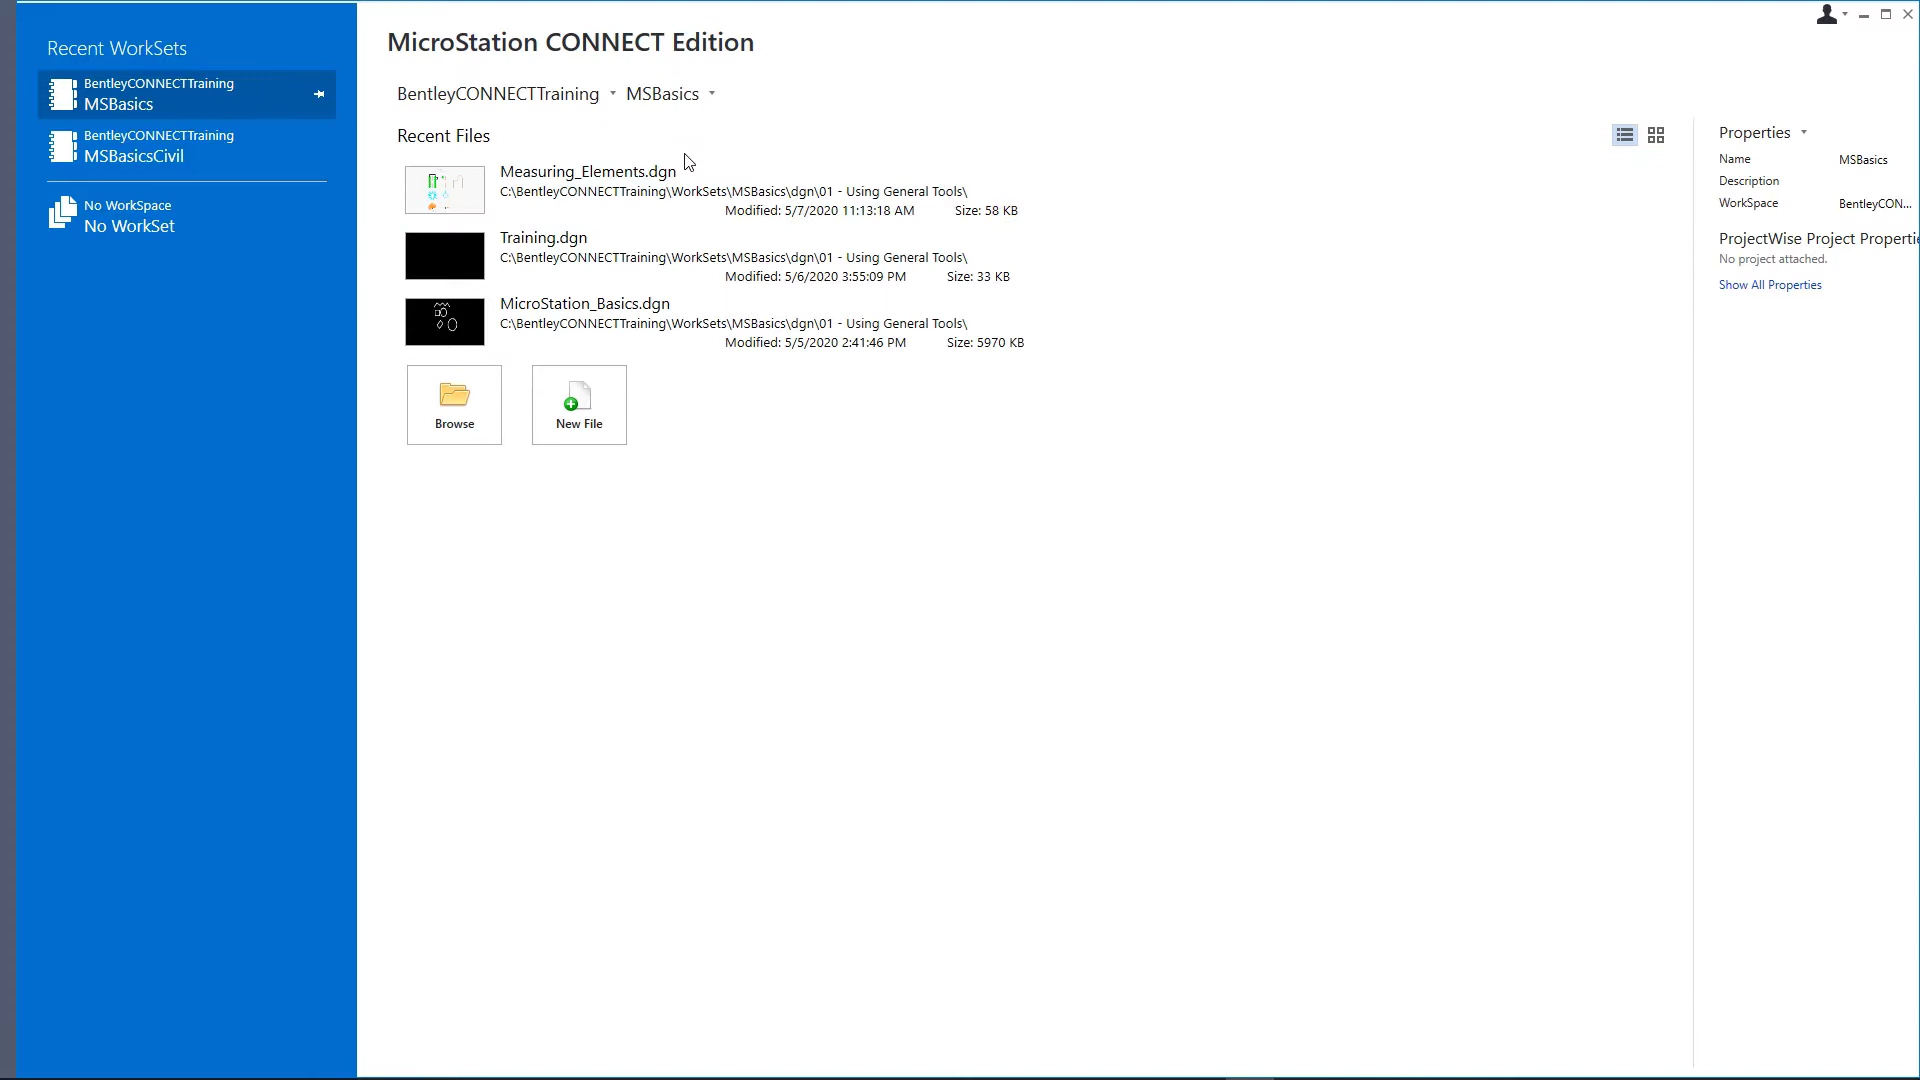 Recent WorkSets
BentleyCONNECTTraining
MSBasics
BentleyCONNECTTraining
MSBasicsCivil
No WorkSpace
No WorkSet
MicroStation CONNECT Edition
BentleyCONNECTTraining MSBasics
Recent Files
Measuring_Elements.dgn
C:\BentleyCONNECTTraining\WorkSets\MSBasics\dgn\01 - Using General Tools\
Modified: 5/7/2020 11:13:18 AM Size: 58 KB
Training.dgn
C:\BentleyCONNECTTraining\WorkSets\MSBasics\dgn\01 - Using General Tools\
Modified: 5/6/2020 3:55:09 PM Size: 33 KB
MicroStation_Basics.dgn
C:\BentleyCONNECTTraining\WorkSets\MSBasics\dgn\01 - Using General Tools\
Modified: 5/5/2020 2:41:46 PM Size: 5970 KB
Browse
New File
Properties
Name MSBasics
Description
WorkSpace BentleyCON...
ProjectWise Project Properti
No project attached.
Show All Properties